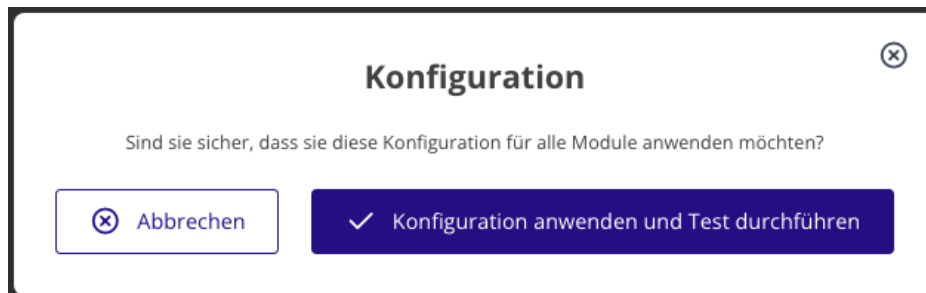 Konfiguration
Sind sie sicher, dass sie diese Konfiguration für alle Module anwenden möchten?
Abbrechen
Konfiguration anwenden und Test durchführen